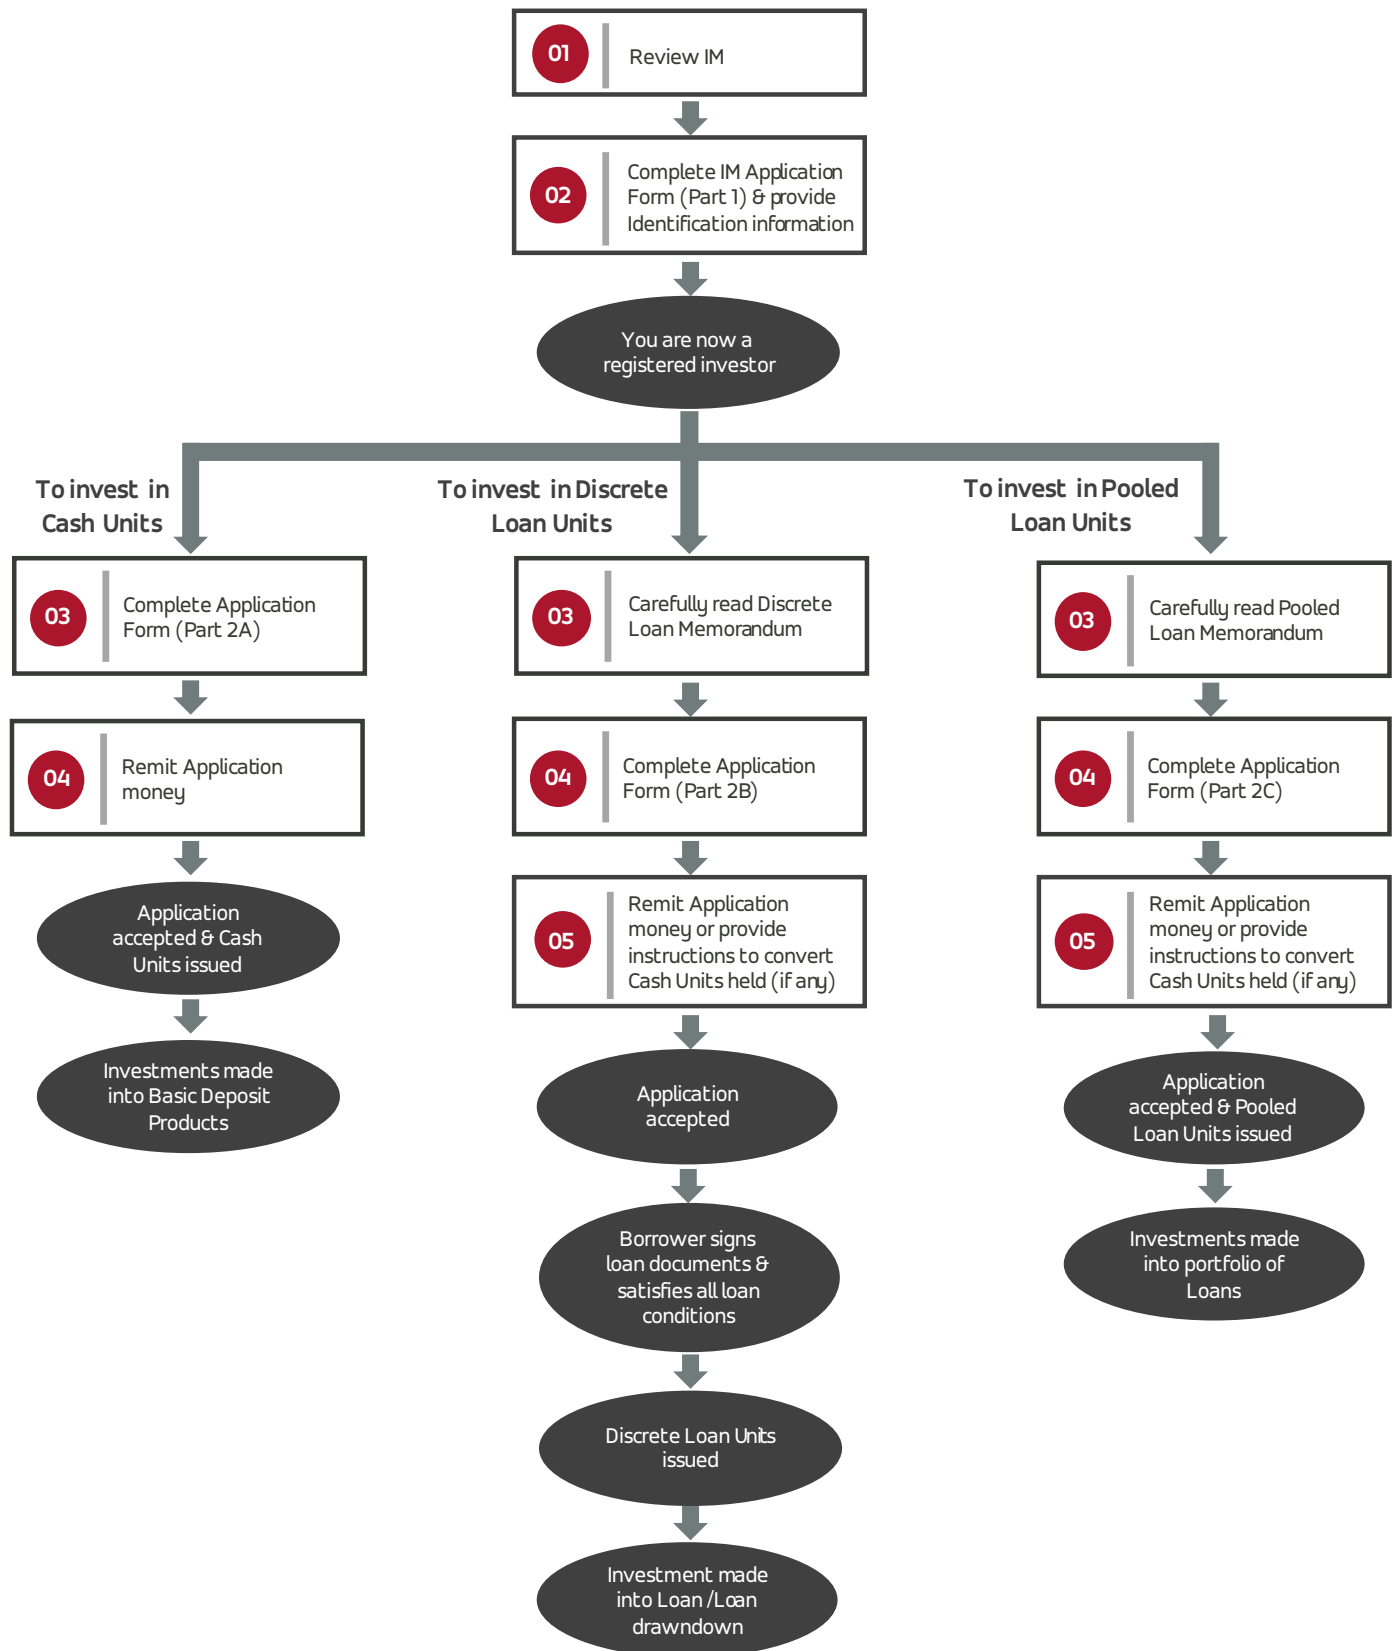 01
Review IM
02
Complete IM Application
Form (Part 1) & provide
Identification information
You are now a
registered investor
To invest in
Cash Units
03
Complete Application
Form (Part 2A)
04
Remit Application
money
Application
accepted & Cash
Units issued
Investments made
into Basic Deposit
Products
To invest in Discrete
Loan Units
03
Carefully read Discrete
Loan Memorandum
04
Complete Application
Form (Part 2B)
05
Remit Application
money or provide
instructions to convert
Cash Units held (if any)
Application
accepted
Borrower signs
loan documents &
satisfies all loan
conditions
Discrete Loan Units
issued
Investment made
into Loan /Loan
drawndown
To invest in Pooled
Loan Units
03
Carefully read Pooled
Loan Memorandum
04
Complete Application
Form (Part 2C)
05
Remit Application
money or provide
instructions to convert
Cash Units held (if any)
Application
accepted & Pooled
Loan Units issued
Investments made
into portfolio of
Loans